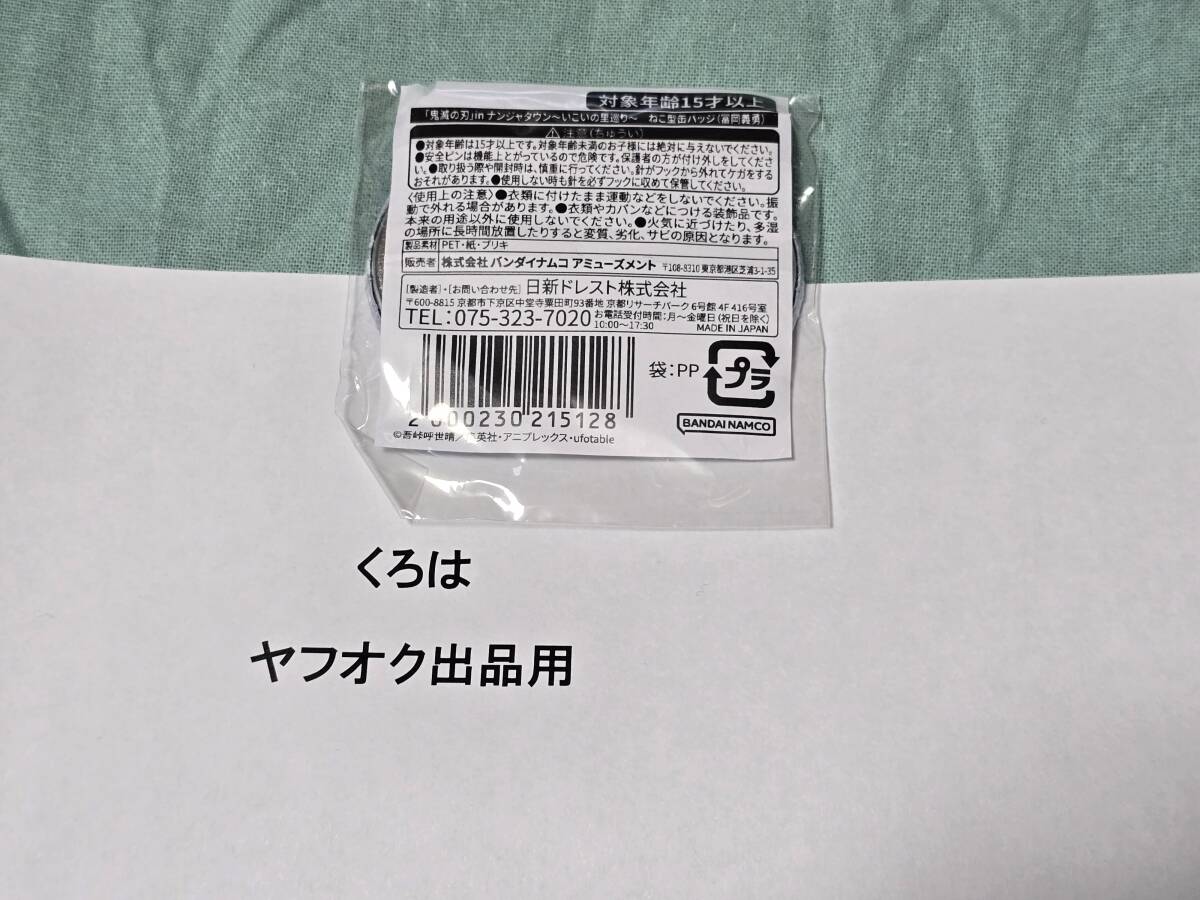 対象年齢15才以上
「鬼滅の刃」in ナンジャタウン～いこいの里巡り～ ねこ型缶バッジ(冨岡義勇)
⚠注意(ちゅうい)
●対象年齢は15才以上です。対象年齢未満のお子様には絶対に与えないでください。
●安全ピンは機能上とがっているので危険です。保護者の方が付け外しをしてくださ
い。●取り扱う際や開封時は、慎重に行ってください。針がフックから外れてケガをする
おそれがあります。●使用しない時も針を必ずフックに収めて保管してください。
〈使用上の注意〉●衣類に付けたまま運動などをしないでください。振
動で外れる場合があります。●衣類やカバンなどにつける装飾品です。
本来の用途以外に使用しないでください。●火気に近づけたり、多湿
の場所に長時間放置したりすると変質、劣化、サビの原因となります。
製品素材 PET・紙・ブリキ
販売者 株式会社 バンダイナムコ アミューズメント 〒108-8310 東京都港区芝浦3-1-35
[製造者]・[お問い合わせ先] 日新ドレスト株式会社
〒600-8815 京都市下京区中堂寺粟田町93番地 京都リサーチパーク 6号館 4F 416号室
TEL:075-323-7020 お電話受付時間:月～金曜日(祝日を除く)
10:00～17:30 MADE IN JAPAN
袋:PP プラ
2 000230 215128
BANDAI NAMCO
©吾峠呼世晴/集英社・アニプレックス・ufotable
くろは
ヤフオク出品用